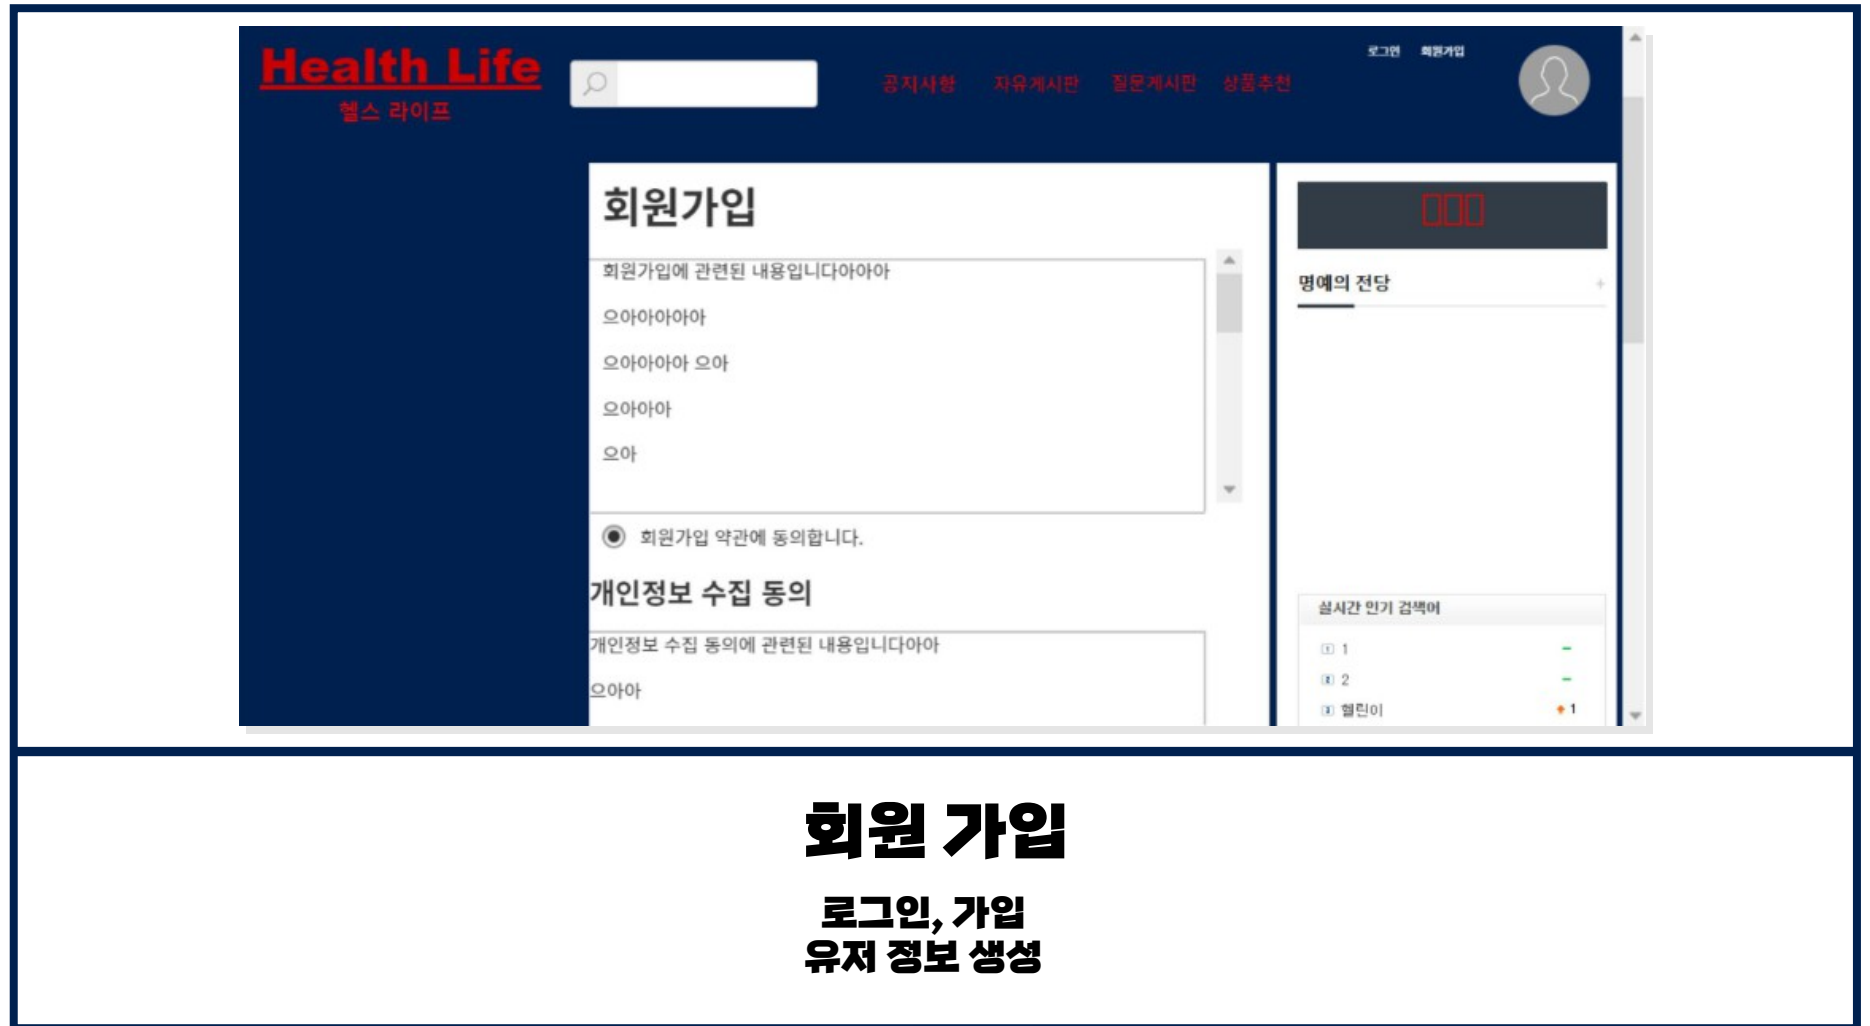 Health Life
헬스 라이프
공지사항 자유게시판 질문게시판 상품추천
로그인 회원가입
회원가입
회원가입에 관련된 내용입니다아아아
으아아아아아
으아아아아 으아
으아아아
으아
회원가입 약관에 동의합니다.
개인정보 수집 동의
개인정보 수집 동의에 관련된 내용입니다아아
으아아
명예의 전당 +
실시간 인기 검색어
1 1 -
2 2 -
3 헬린이 1
회원 가입
로그인, 가입
유저 정보 생성